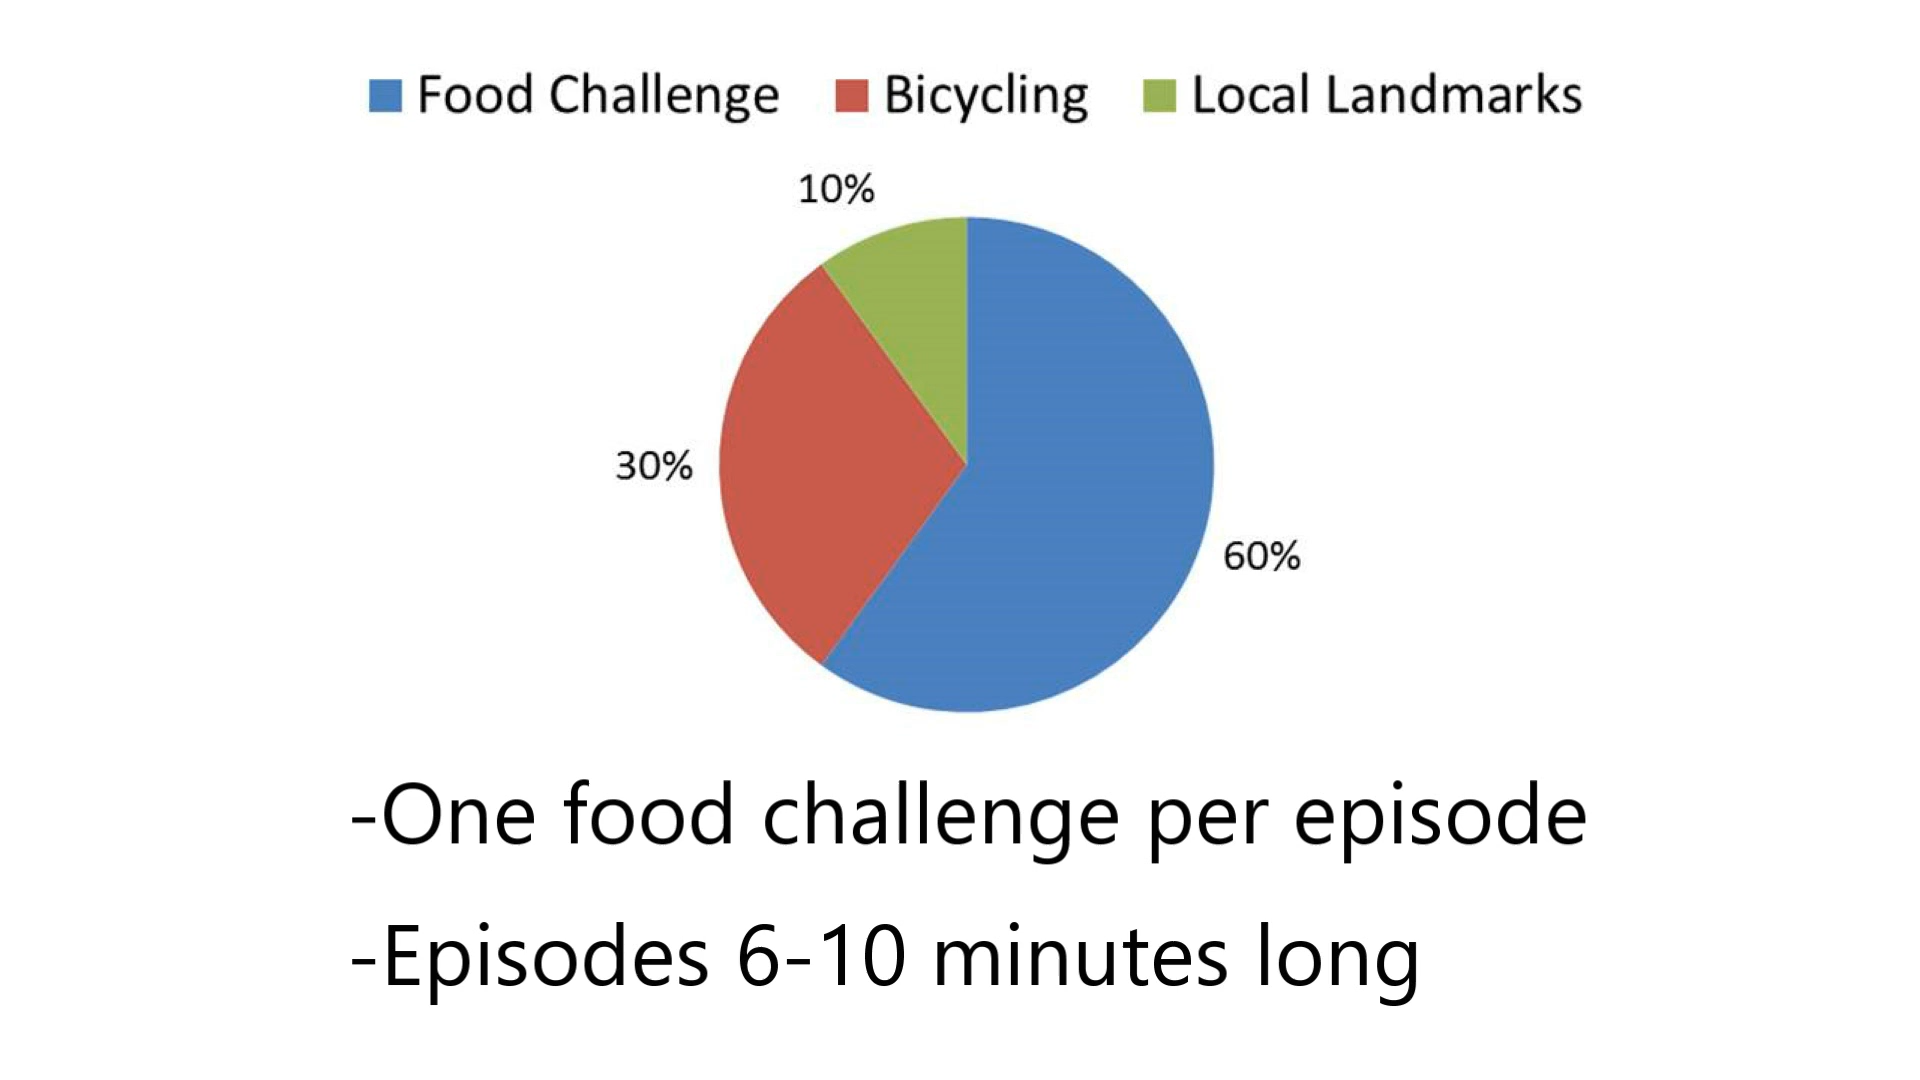 Food Challenge Bicycling Local Landmarks
10%
30%
60%
-One food challenge per episode
-Episodes 6-10 minutes long